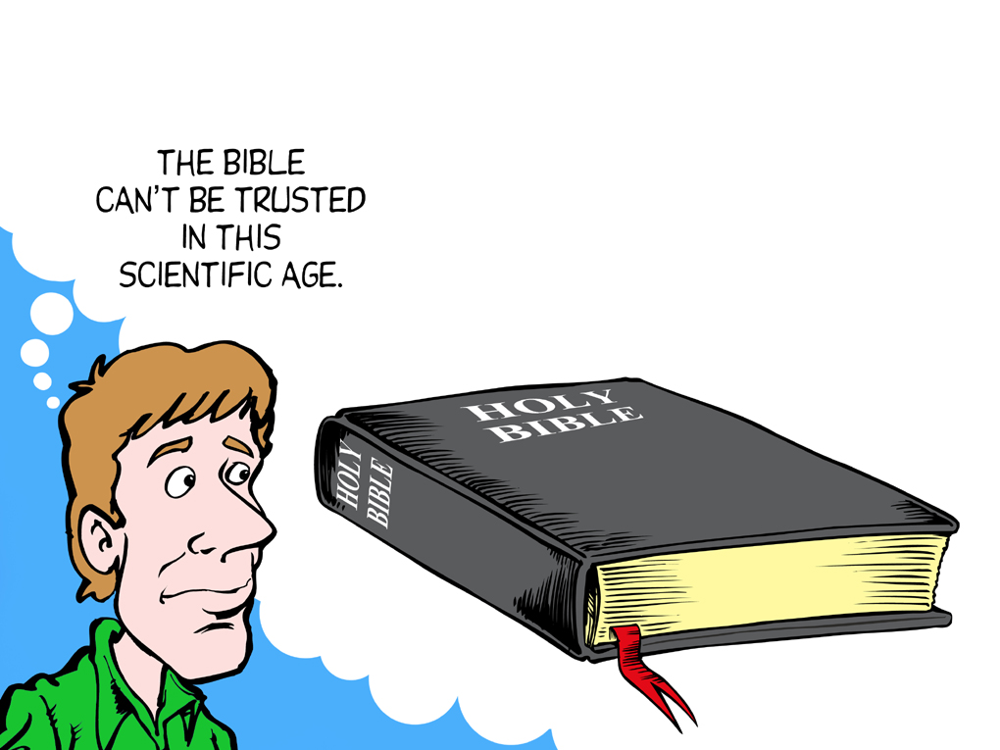 THE BIBLE
CAN'T BE TRUSTED
IN THIS
SCIENTIFIC AGE.
HOLY
BIBLE
HOLY
BIBLE